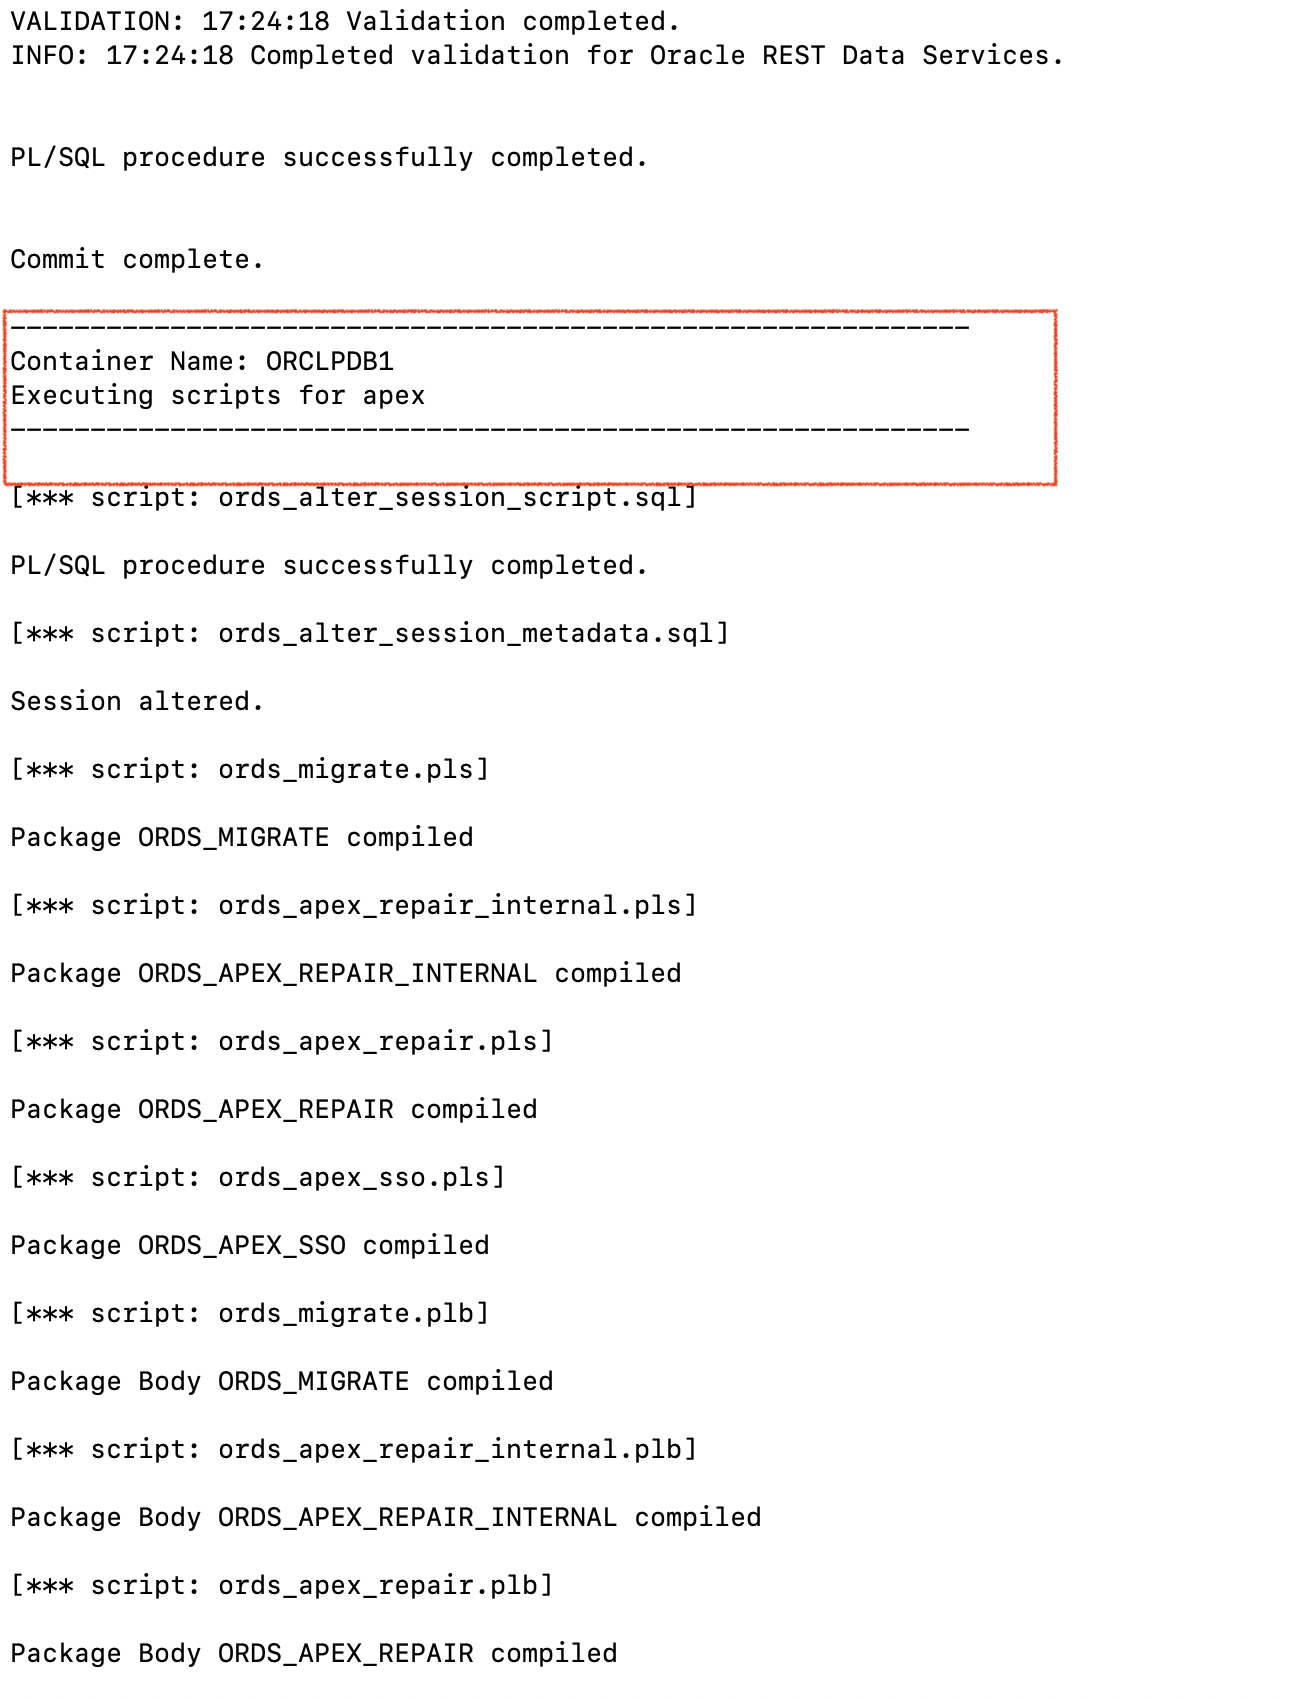 VALIDATION: 17:24:18 Validation completed.
INFO: 17:24:18 Completed validation for Oracle REST Data Services.
PL/SQL procedure successfully completed.
Commit complete.
------------------------------------------------------------
Container Name: ORCLPDB1
Executing scripts for apex
------------------------------------------------------------
[*** script: ords_alter_session_script.sql]
PL/SQL procedure successfully completed.
[*** script: ords_alter_session_metadata.sql]
Session altered.
[*** script: ords_migrate.pls]
Package ORDS_MIGRATE compiled
[*** script: ords_apex_repair_internal.pls]
Package ORDS_APEX_REPAIR_INTERNAL compiled
[*** script: ords_apex_repair.pls]
Package ORDS_APEX_REPAIR compiled
[*** script: ords_apex_sso.pls]
Package ORDS_APEX_SSO compiled
[*** script: ords_migrate.plb]
Package Body ORDS_MIGRATE compiled
[*** script: ords_apex_repair_internal.plb]
Package Body ORDS_APEX_REPAIR_INTERNAL compiled
[*** script: ords_apex_repair.plb]
Package Body ORDS_APEX_REPAIR compiled